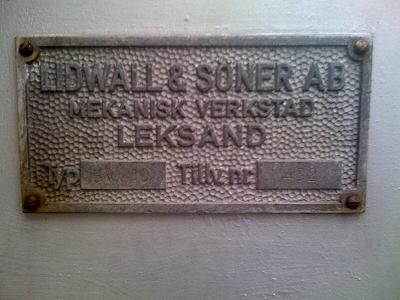 LIDWALL & SÖNER AB
MEKANISK VERKSTAD
LEKSAND
Typ Tillv.nr.